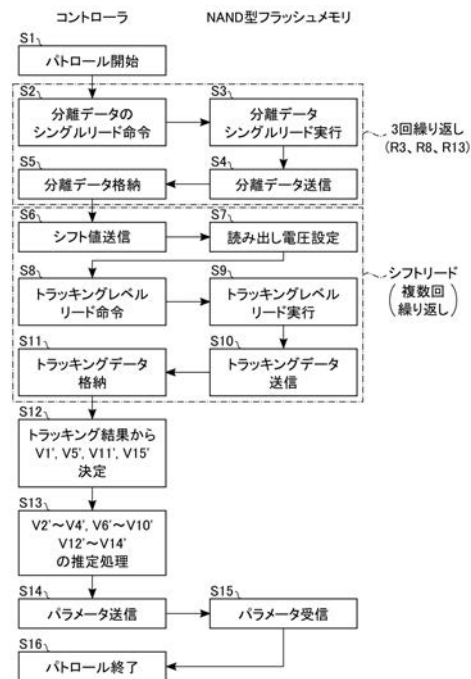 コントローラ
NAND型フラッシュメモリ
S1
パトロール開始
S2
分離データの
シングルリード命令
S3
分離データ
シングルリード実行
S5
分離データ格納
S4
分離データ送信
3回繰り返し
(R3、R8、R13)
S6
シフト値送信
S7
読み出し電圧設定
S8
トラッキングレベル
リード命令
S9
トラッキングレベル
リード実行
S11
トラッキングデータ
格納
S10
トラッキングデータ
送信
シフトリード
(複数回
繰り返し)
S12
トラッキング結果から
V1', V5', V11', V15'
決定
S13
V2'～V4', V6'～V10'
V12'～V14'
の推定処理
S14
パラメータ送信
S15
パラメータ受信
S16
パトロール終了